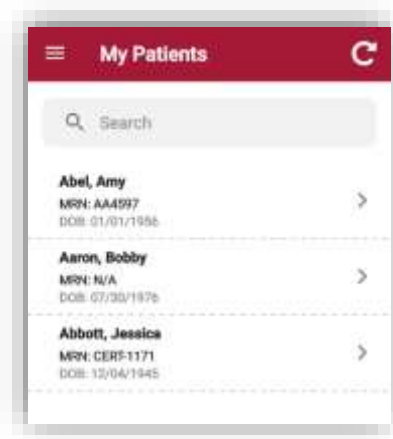 My Patients
Search
Abel, Amy
MRN: AA4597
DOB: 01/01/1956
Aaron, Bobby
MRN: N/A
DOB: 07/30/1976
Abbott, Jessica
MRN: CERT-1171
DOB: 12/04/1945